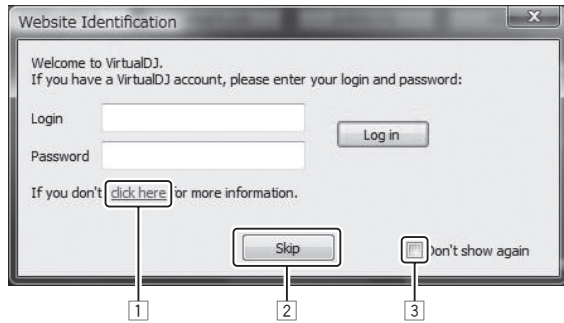 Website Identification
Welcome to VirtualDJ.
If you have a VirtualDJ account, please enter your login and password:
Login
Log in
Password
If you don't click here for more information.
Skip
Don't show again
1 2 3